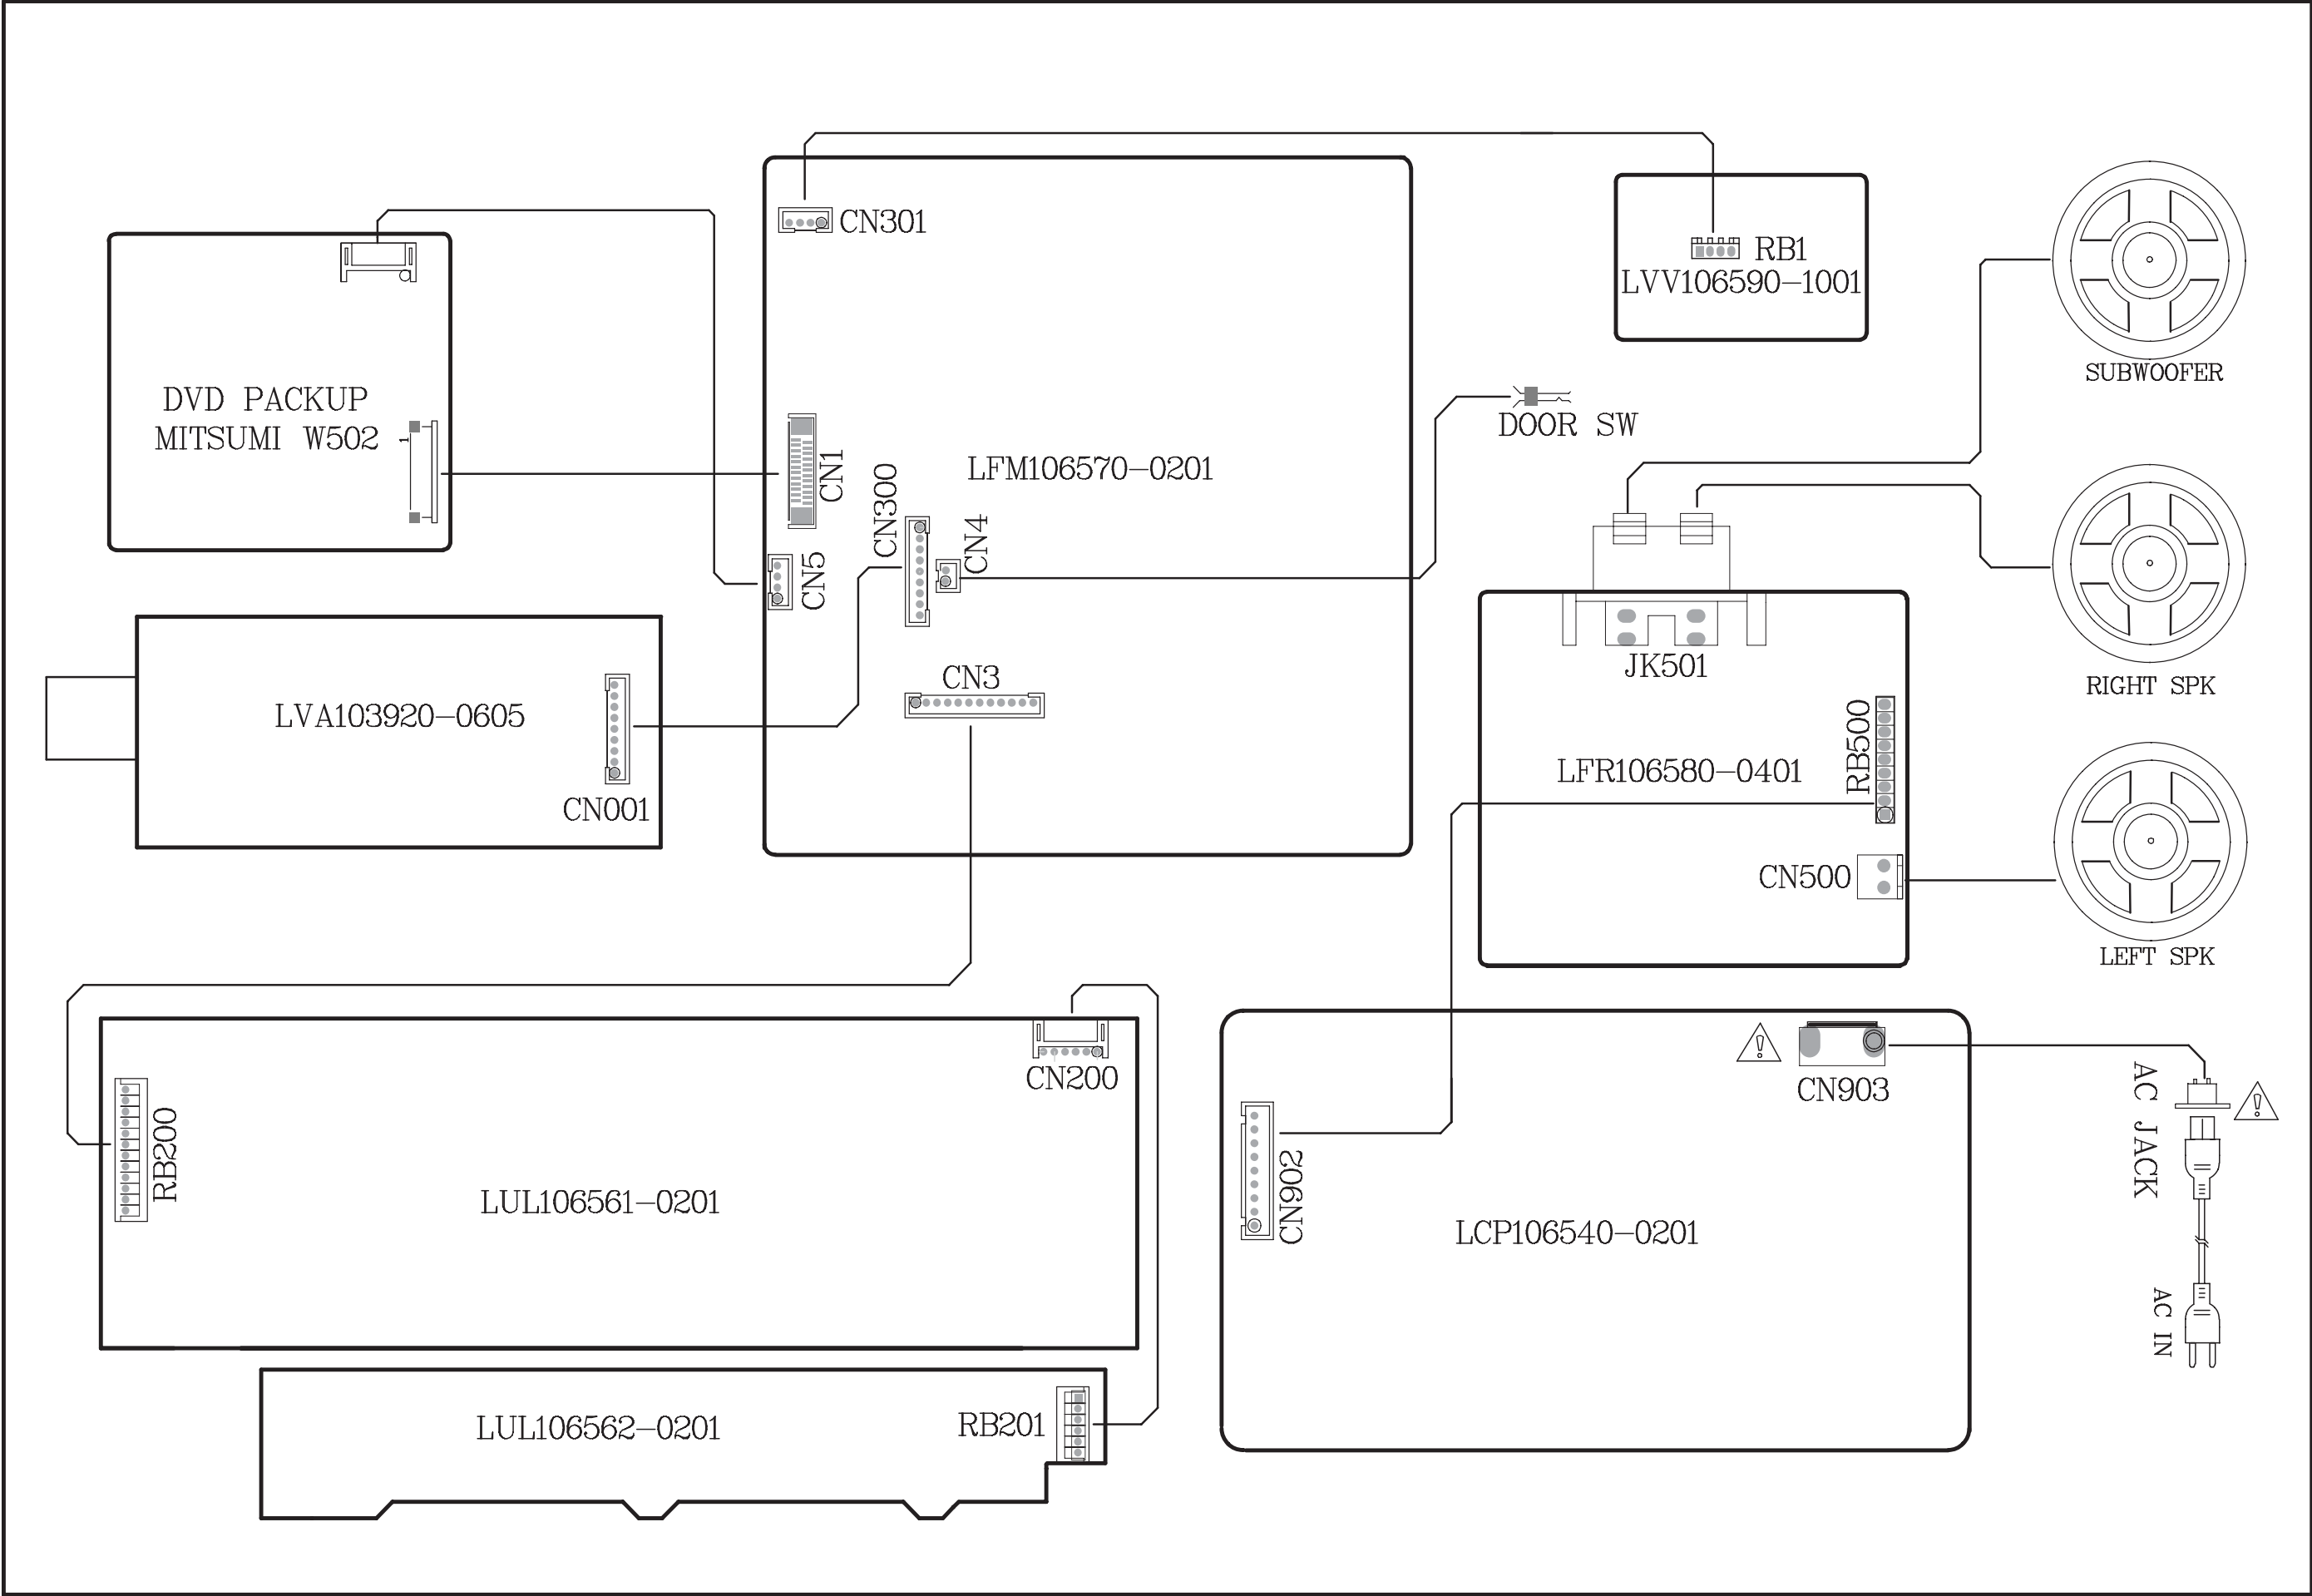 CN301
RB1
LVV106590-1001
SUBWOOFER
DVD PACKUP
MITSUMI W502
1
CN1
LFM106570-0201
DOOR SW
CN300
CN4
CN5
JK501
RIGHT SPK
CN3
LVA103920-0605
CN001
RB500
LFR106580-0401
CN500
LEFT SPK
CN200
CN903
AC JACK
RB200
CN902
LUL106561-0201
LCP106540-0201
AC IN
LUL106562-0201
RB201